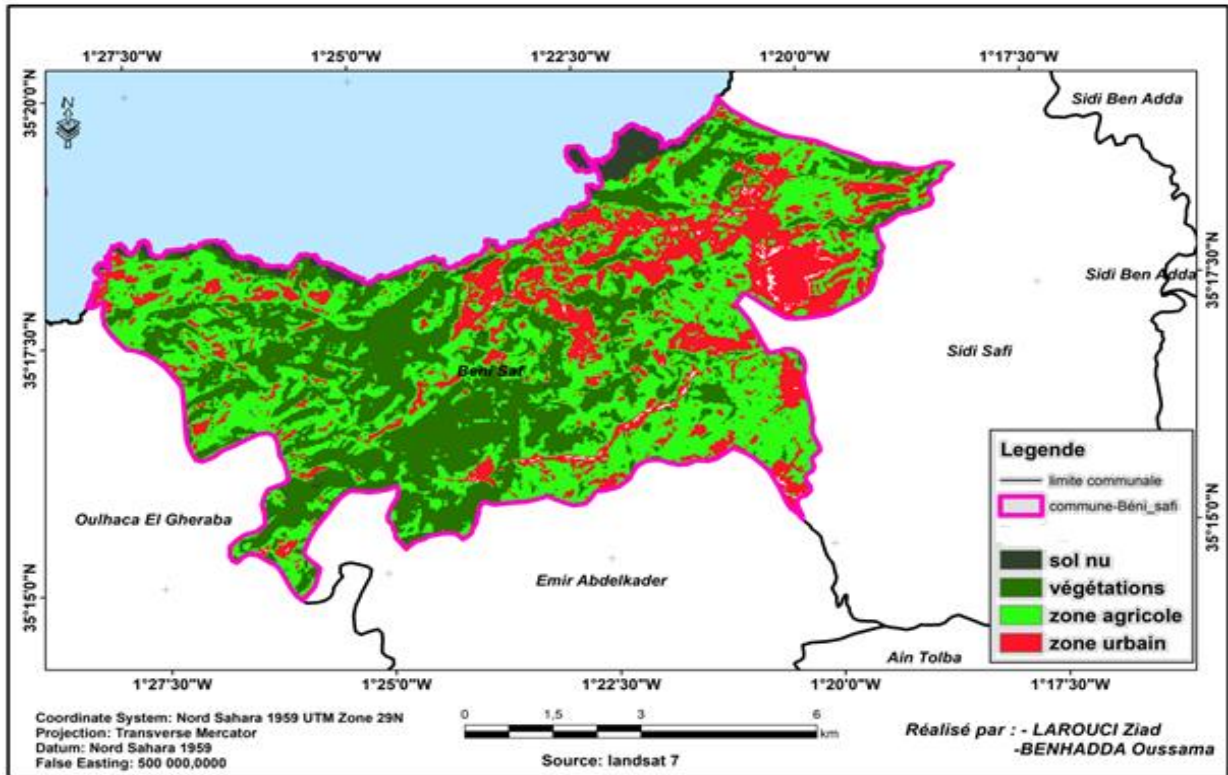 1°27'30"W 1°25'0"W 1°22'30"W 1°20'0"W 1°17'30"W
35°20'0"N
N
Sidi Ben Adda
35°17'30"N
Sidi Ben Adda
35°17'30"N
Sidi Safi
Beni Saf
Legende
limite communale
commune-Béni_safi
sol nu
végétations
zone agricole
zone urbain
Oulhaca El Gheraba
35°15'0"N
Emir Abdelkader
35°15'0"N
Ain Tolba
1°27'30"W 1°25'0"W 1°22'30"W 1°20'0"W 1°17'30"W
Coordinate System: Nord Sahara 1959 UTM Zone 29N
Projection: Transverse Mercator
Datum: Nord Sahara 1959
False Easting: 500 000,0000
0 1,5 3 6
km
Source: landsat 7
Réalisé par : - LAROUCI Ziad
-BENHADDA Oussama